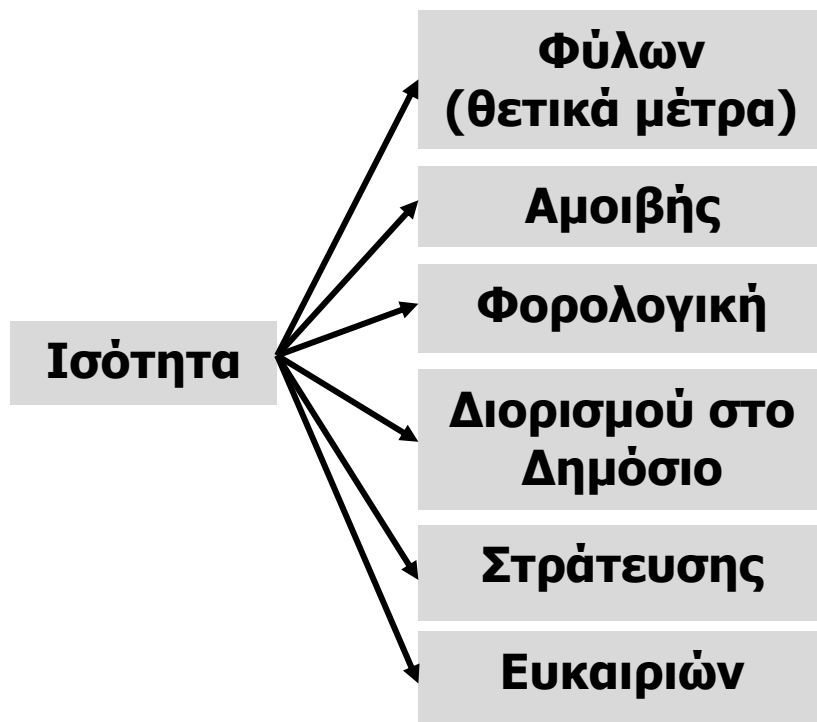 Ισότητα
Φύλων
(θετικά μέτρα)
Αμοιβής
Φορολογική
Διορισμού στο
Δημόσιο
Στράτευσης
Ευκαιριών